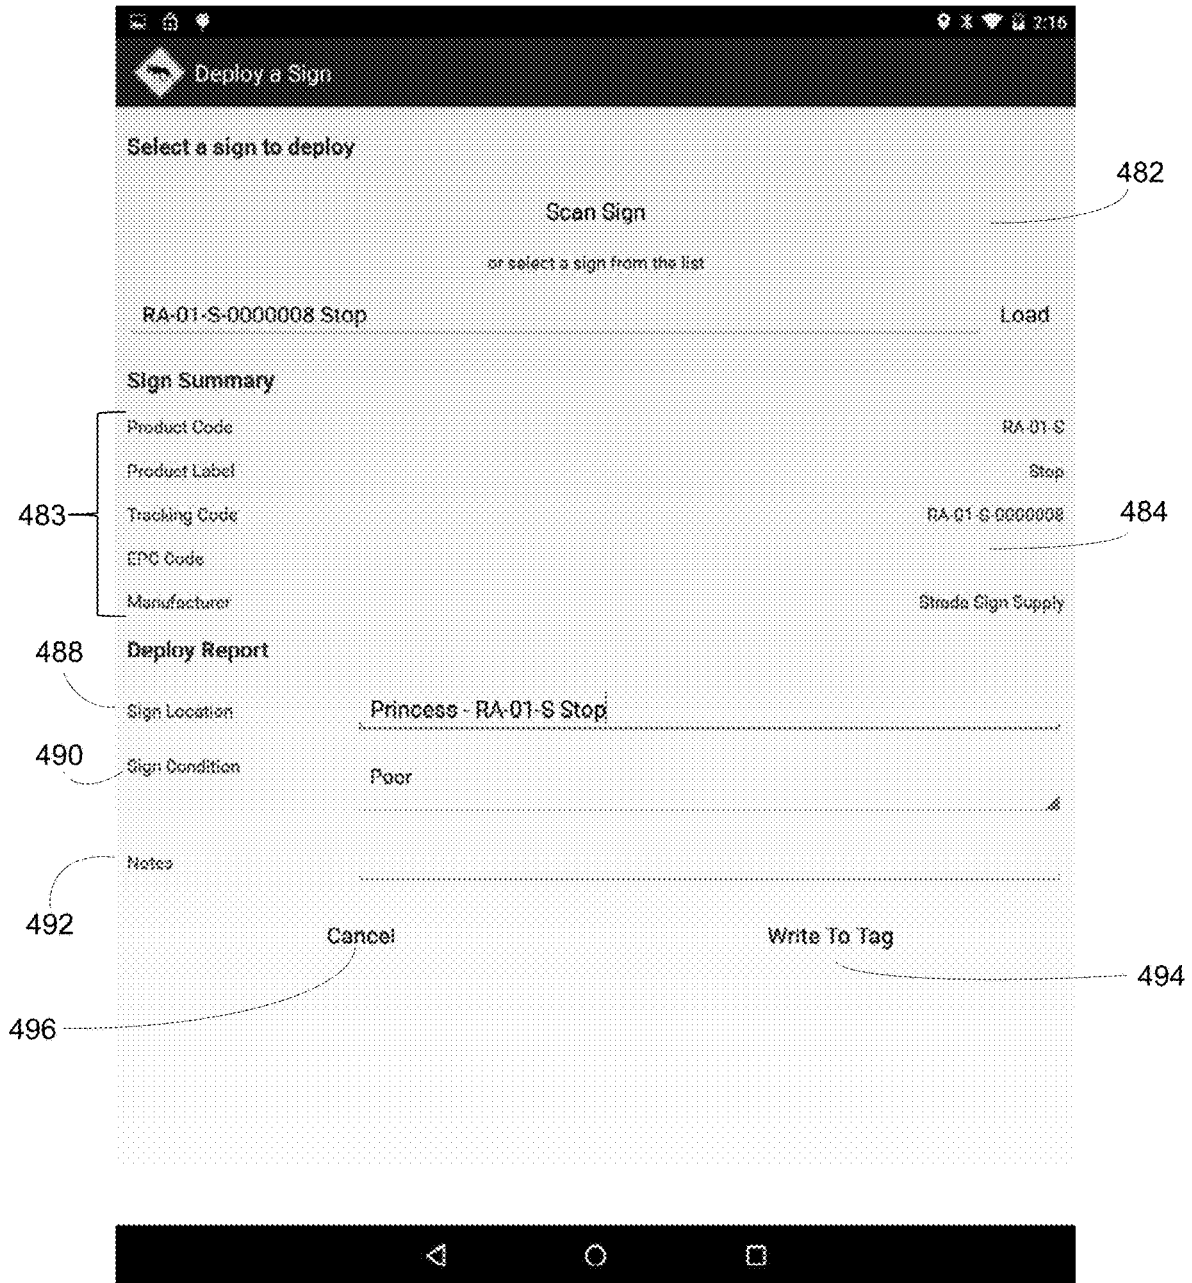 2:16
Deploy a Sign
Select a sign to deploy
482
Scan Sign
or select a sign from the list
RA-01-S-0000008 Stop Load
Sign Summary
Product Code RA-01-S
Product Label Stop
483 Tracking Code RA-01-S-0000008 484
EPC Code
Manufacturer Strada Sign Supply
488 Deploy Report
Sign Location Princess - RA-01-S Stop
490 Sign Condition Poor
Notes
492
Cancel Write To Tag
494
496